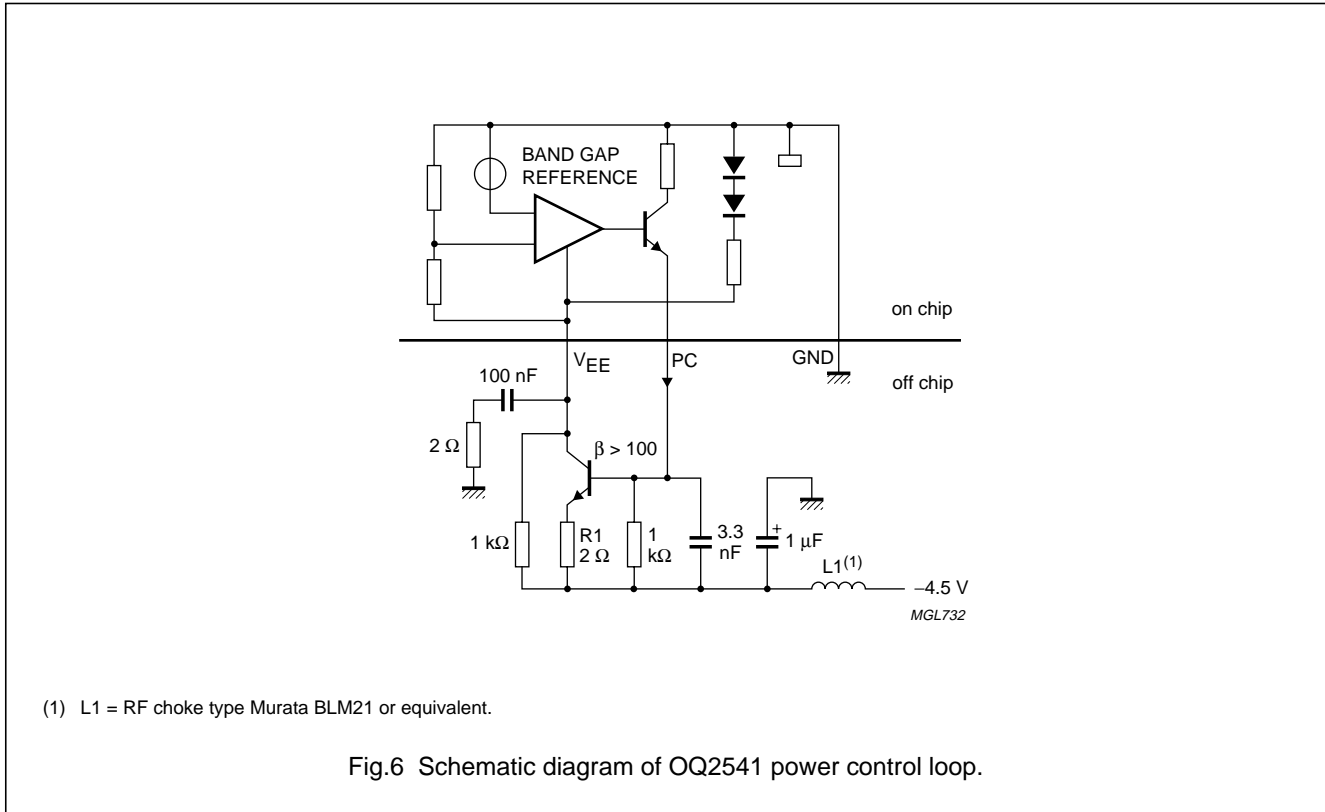 BAND GAP
REFERENCE
on chip
VEE
PC
GND
off chip
100 nF
2 Ω
β > 100
1 kΩ
R1
2 Ω
1
kΩ
3.3
nF
+
1 μF
L1(1)
−4.5 V
MGL732
(1) L1 = RF choke type Murata BLM21 or equivalent.
Fig.6 Schematic diagram of OQ2541 power control loop.